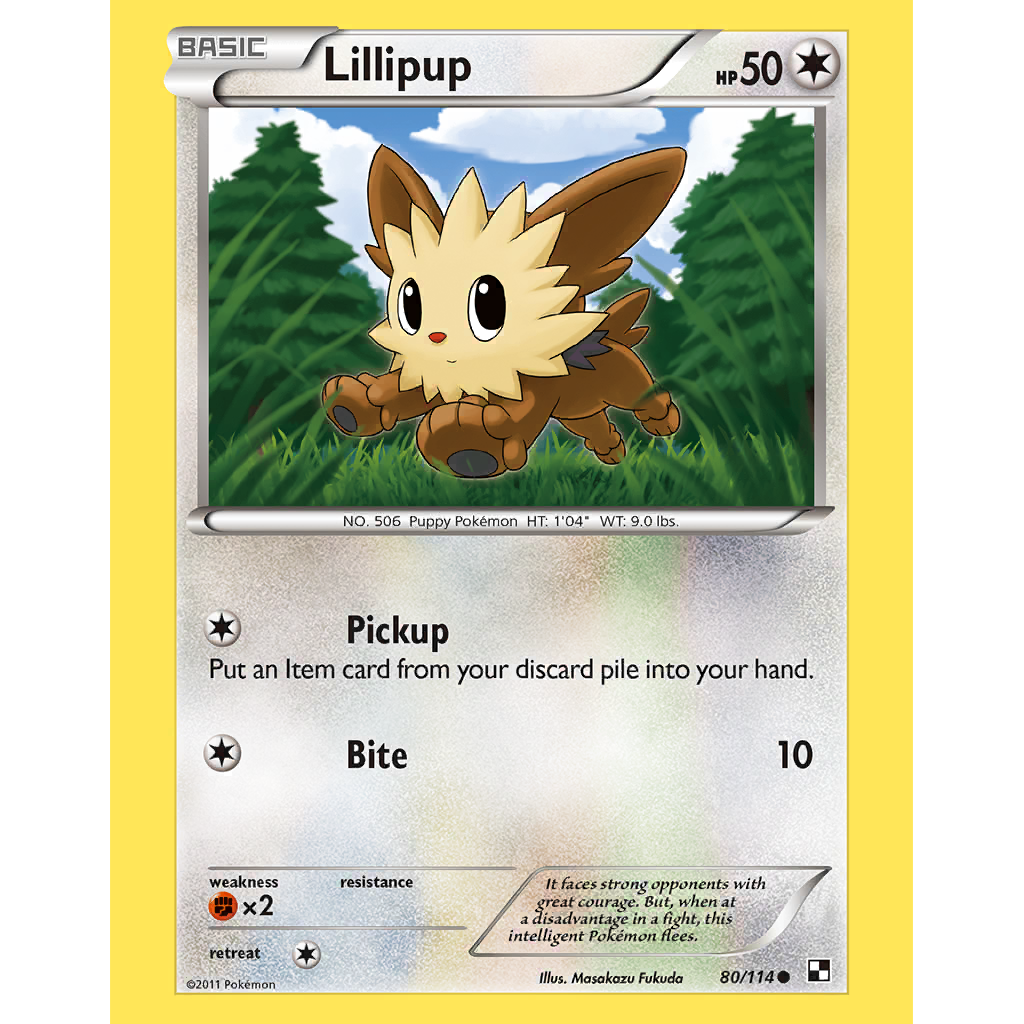 BASIC
Lillipup
HP 50
NO. 506 Puppy Pokémon HT: 1'04" WT: 9.0 lbs.
Pickup
Put an Item card from your discard pile into your hand.
Bite 10
weakness resistance
×2
retreat
It faces strong opponents with
great courage. But, when at
a disadvantage in a fight, this
intelligent Pokémon flees.
Illus. Masakazu Fukuda 80/114
©2011 Pokémon